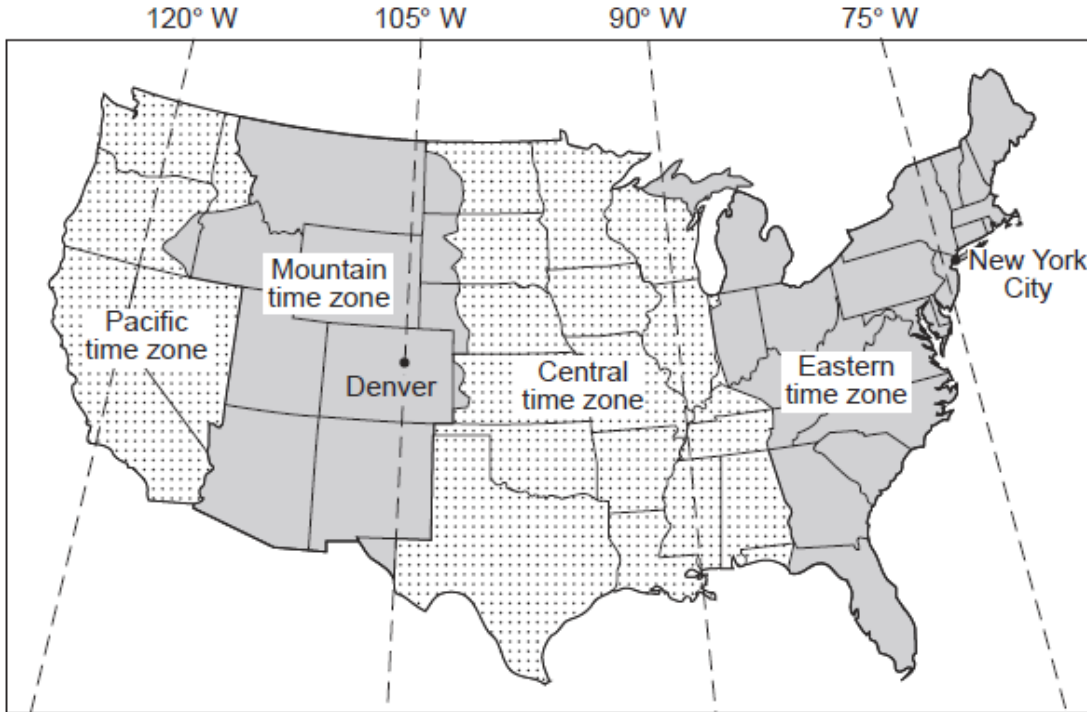 120° W 105° W 90° W 75° W
New York
City
Mountain
time zone
Pacific
time zone
Denver
Central
time zone
Eastern
time zone